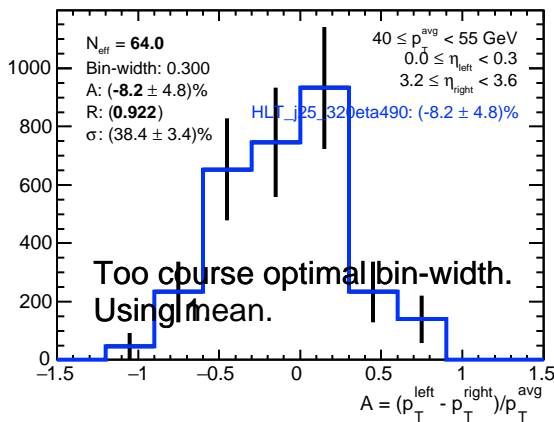 N_eff = 64.0
Bin-width: 0.300
A: (-8.2 ± 4.8)%
R: (0.922)
σ: (38.4 ± 3.4)%
40 ≤ p_T^avg < 55 GeV
0.0 ≤ η_left < 0.3
3.2 ≤ η_right < 3.6
HLT_j25_320eta490: (-8.2 ± 4.8)%
Too course optimal bin-width.
Using mean.
1000
800
600
400
200
0
−1.5 −1 −0.5 0 0.5 1 1.5
A = (p_T^left - p_T^right)/p_T^avg